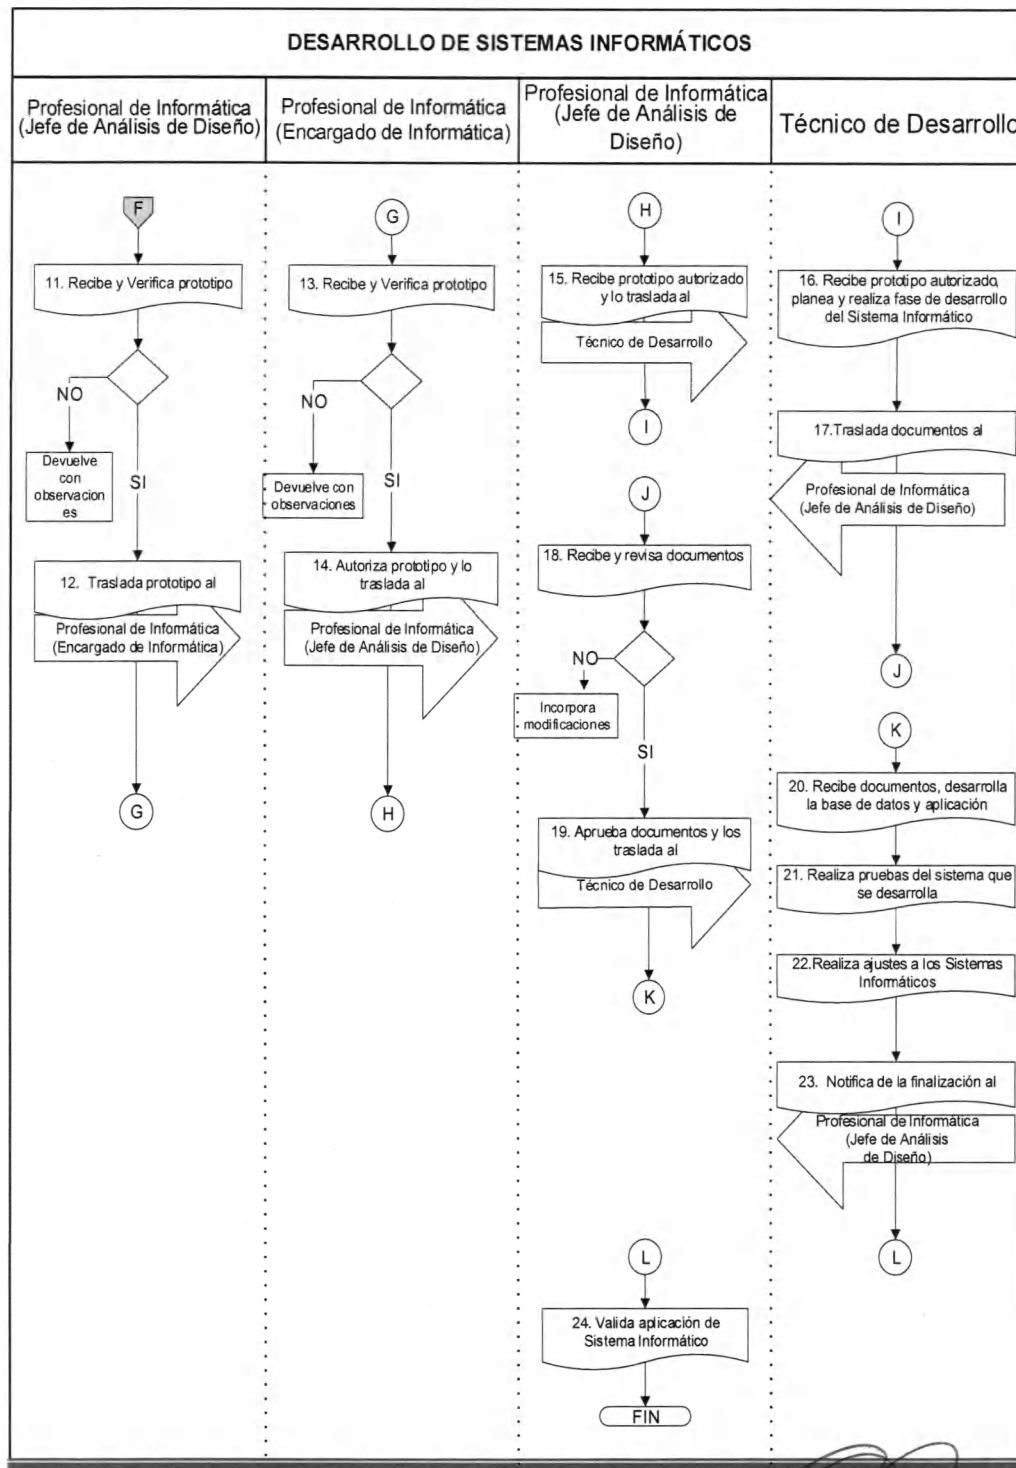 DESARROLLO DE SISTEMAS INFORMÁTICOS
Profesional de Informática
(Jefe de Análisis de Diseño)
Profesional de Informática
(Encargado de Informática)
Profesional de Informática
(Jefe de Análisis de
Diseño)
Técnico de Desarrollo
F
11. Recibe y Verifica prototipo
NO
Devuelve
con
observacion
es
SI
12. Traslada prototipo al
Profesional de Informática
(Encargado de Informática)
G
G
13. Recibe y Verifica prototipo
NO
Devuelve con
observaciones
SI
14. Autoriza prototipo y lo
traslada al
Profesional de Informática
(Jefe de Análisis de Diseño)
H
H
15. Recibe prototipo autorizado
y lo traslada al
Técnico de Desarrollo
I
J
18. Recibe y revisa documentos
NO
Incorpora
modificaciones
SI
19. Aprueba documentos y los
traslada al
Técnico de Desarrollo
K
L
24. Valida aplicación de
Sistema Informático
FIN
I
16. Recibe prototipo autorizado,
planea y realiza fase de desarrollo
del Sistema Informático
17.Traslada documentos al
Profesional de Informática
(Jefe de Análisis de Diseño)
J
K
20. Recibe documentos, desarrolla
la base de datos y aplicación
21. Realiza pruebas del sistema que
se desarrolla
22.Realiza ajustes a los Sistemas
Informáticos
23. Notifica de la finalización al
Profesional de Informática
(Jefe de Análisis
de Diseño)
L